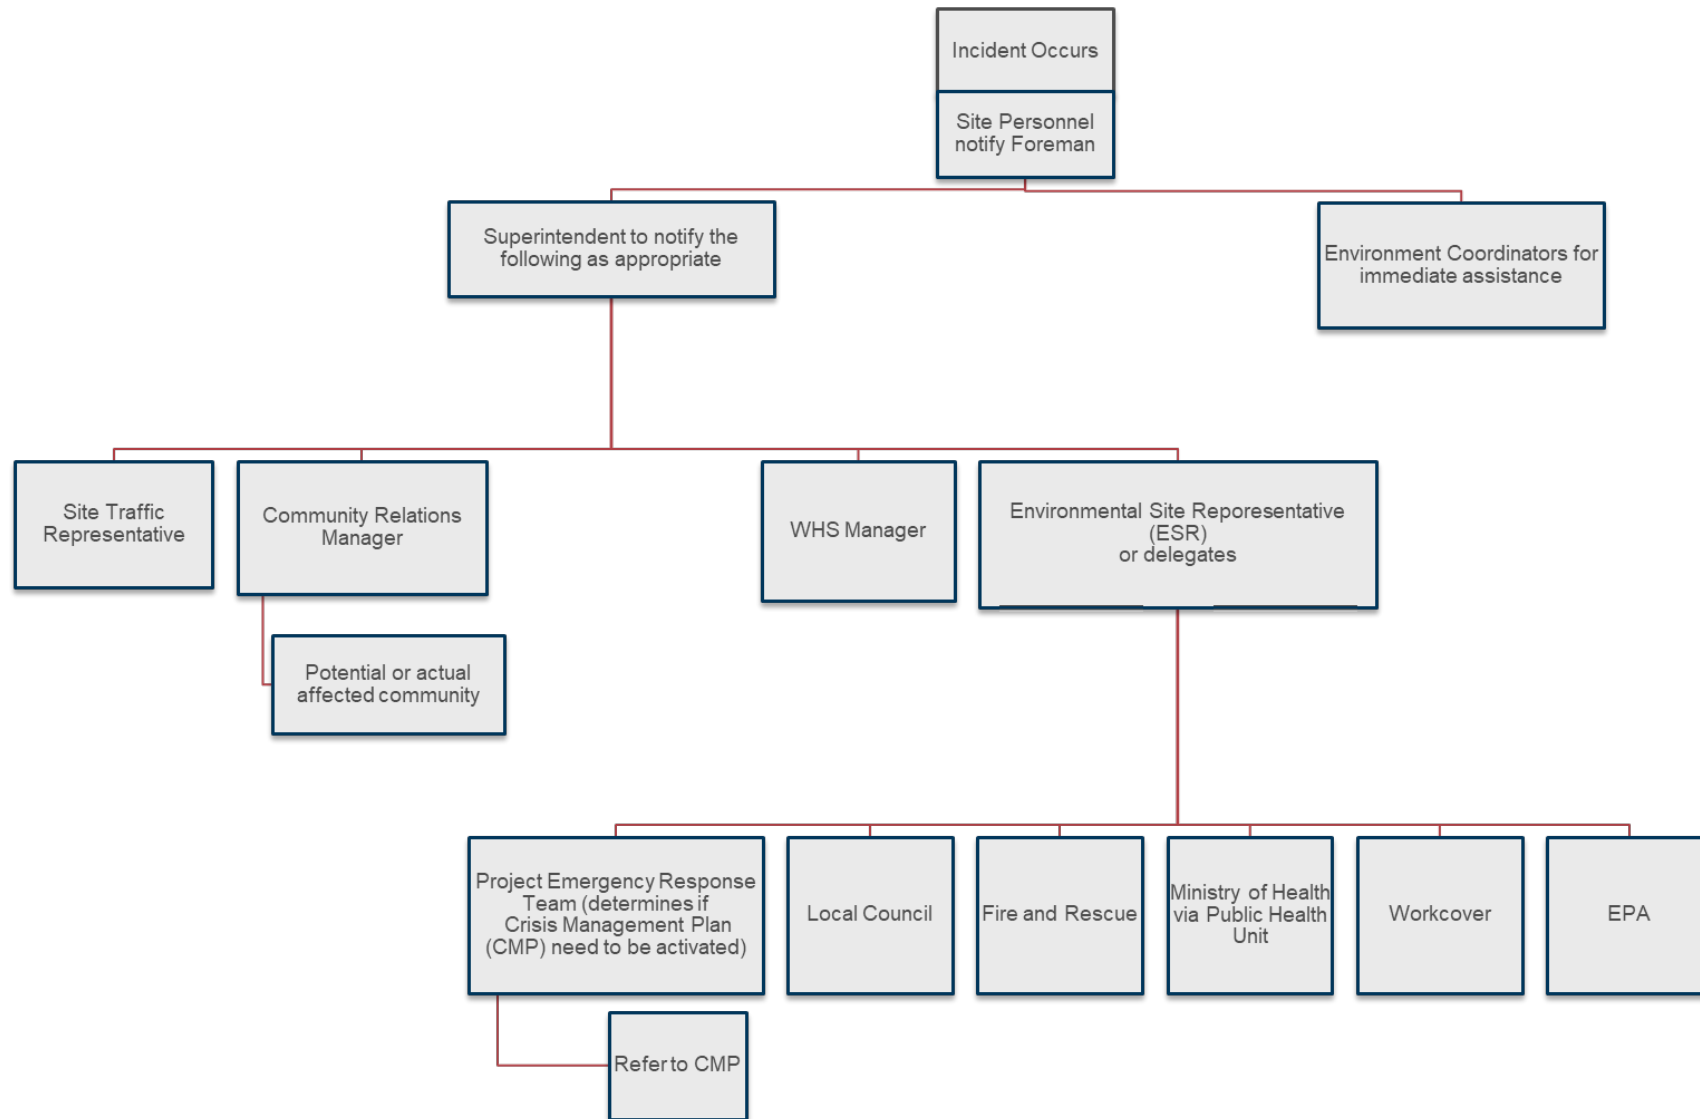 Incident Occurs
Site Personnel
notify Foreman
Superintendent to notify the
following as appropriate
Environment Coordinators for
immediate assistance
Site Traffic
Representative
Community Relations
Manager
WHS Manager
Environmental Site Reporesentative
(ESR)
or delegates
Potential or actual
affected community
Project Emergency Response
Team (determines if
Crisis Management Plan
(CMP) need to be activated)
Local Council
Fire and Rescue
Ministry of Health
via Public Health
Unit
Workcover
EPA
Refer to CMP